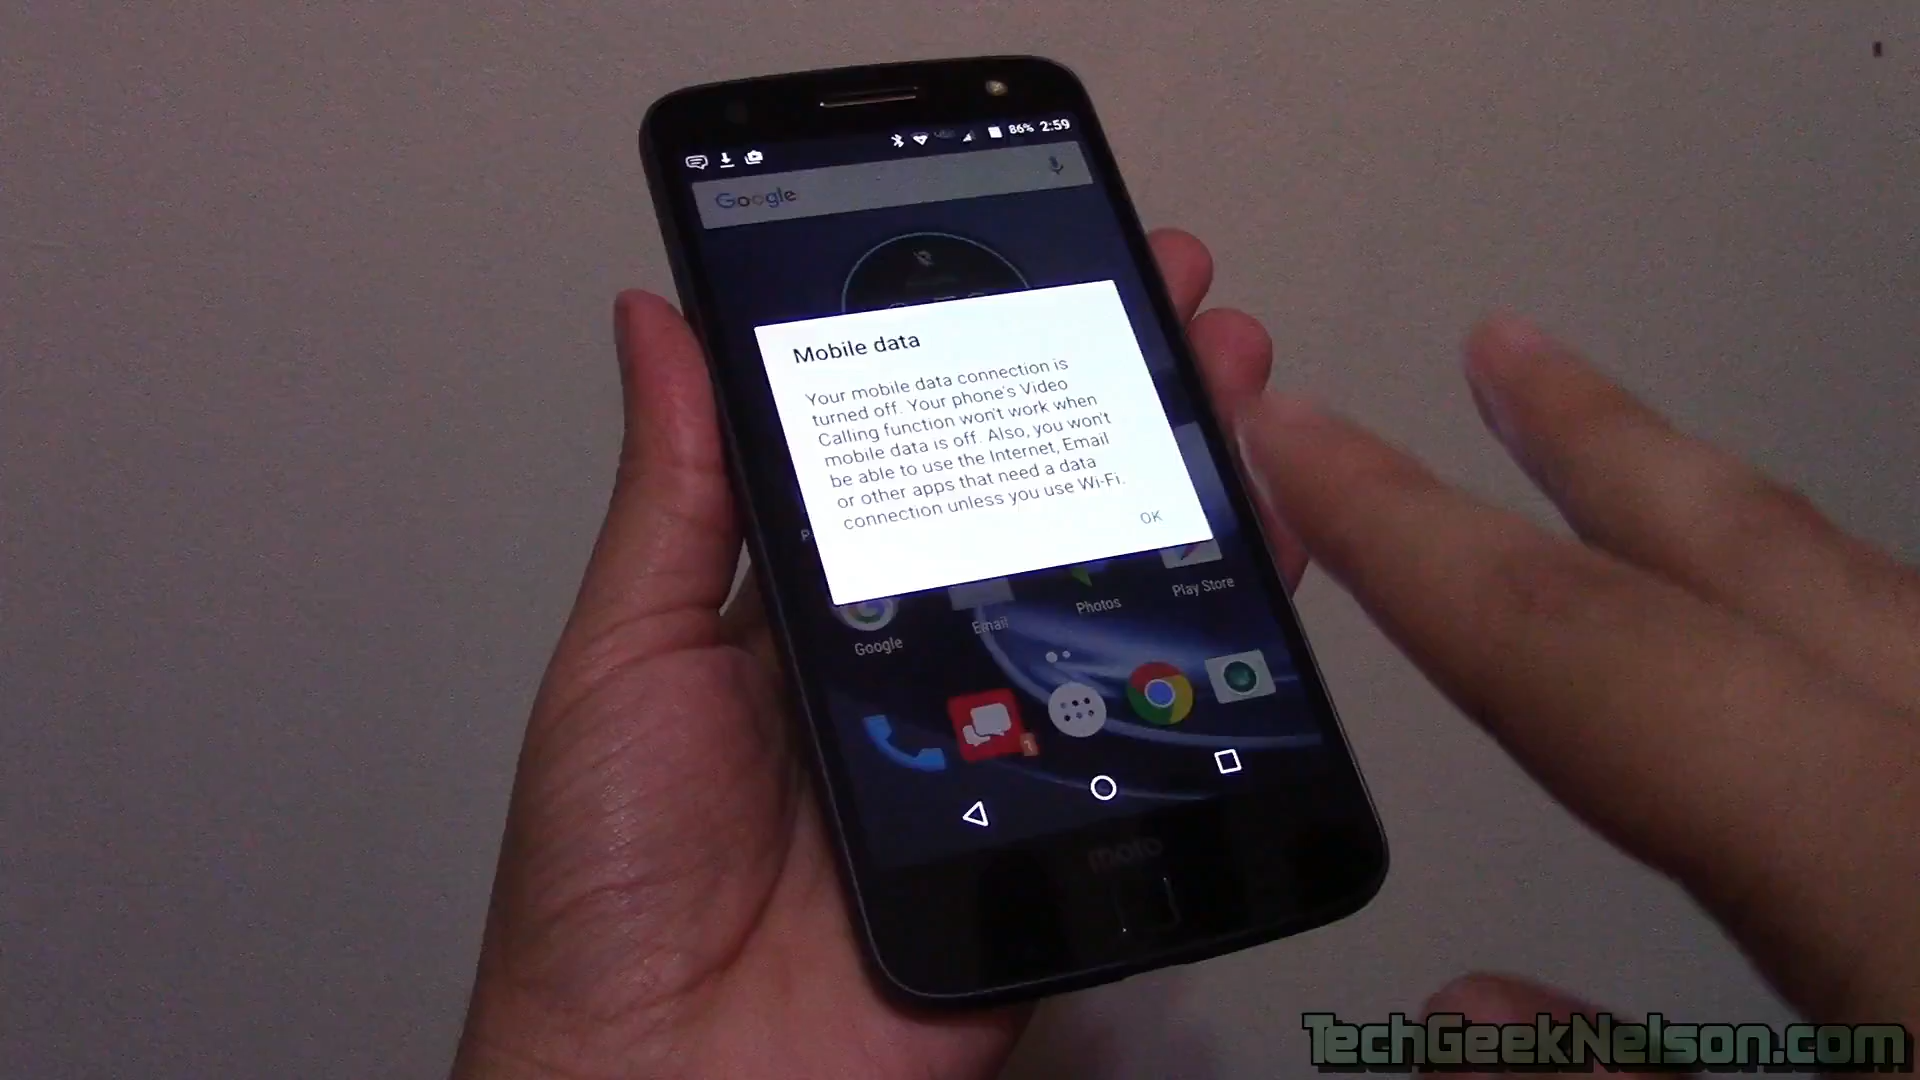 86% 2:59
Google
Mobile data
Your mobile data connection is
turned off. Your phone's Video
Calling function won't work when
mobile data is off. Also, you won't
be able to use the Internet, Email
or other apps that need a data
connection unless you use Wi-Fi.
OK
Google
Email
Photos
Play Store
1
moto
TechGeekNelson.com